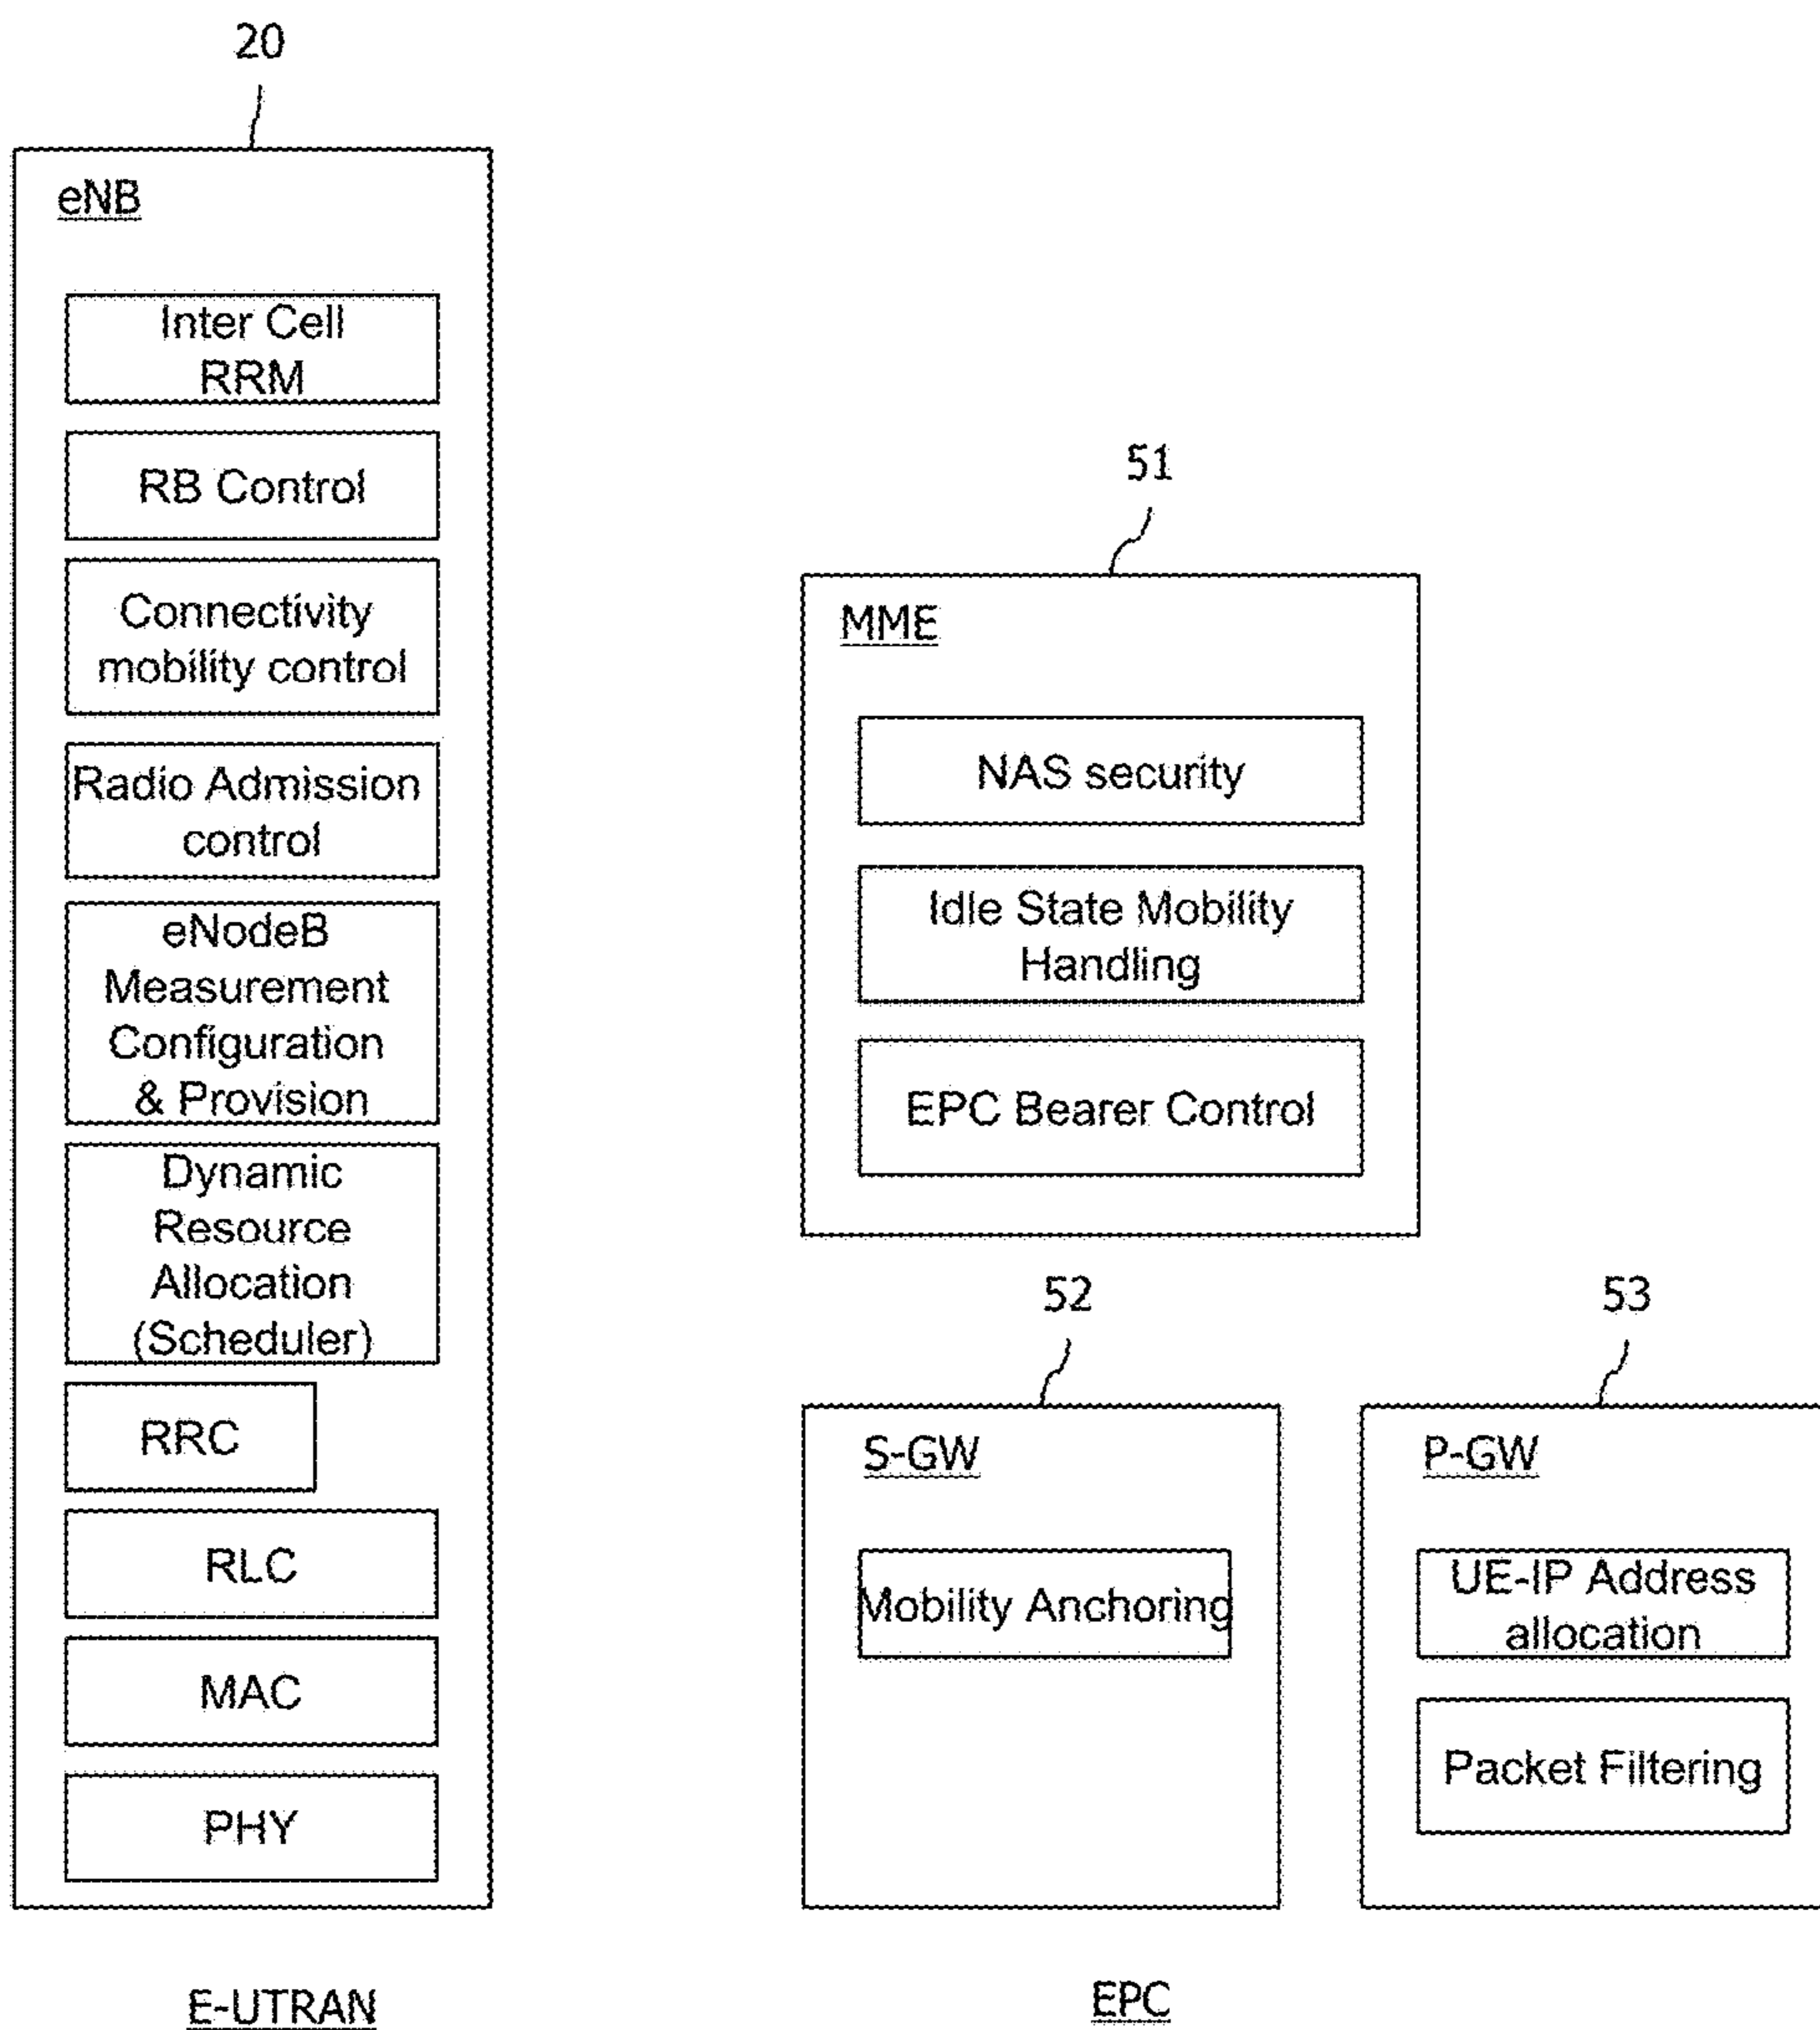 20
eNB
Inter Cell
RRM
RB Control
Connectivity
mobility control
Radio Admission
control
eNodeB
Measurement
Configuration
& Provision
Dynamic
Resource
Allocation
(Scheduler)
RRC
RLC
MAC
PHY
E-UTRAN
51
MME
NAS security
Idle State Mobility
Handling
EPC Bearer Control
52
S-GW
Mobility Anchoring
53
P-GW
UE-IP Address
allocation
Packet Filtering
EPC